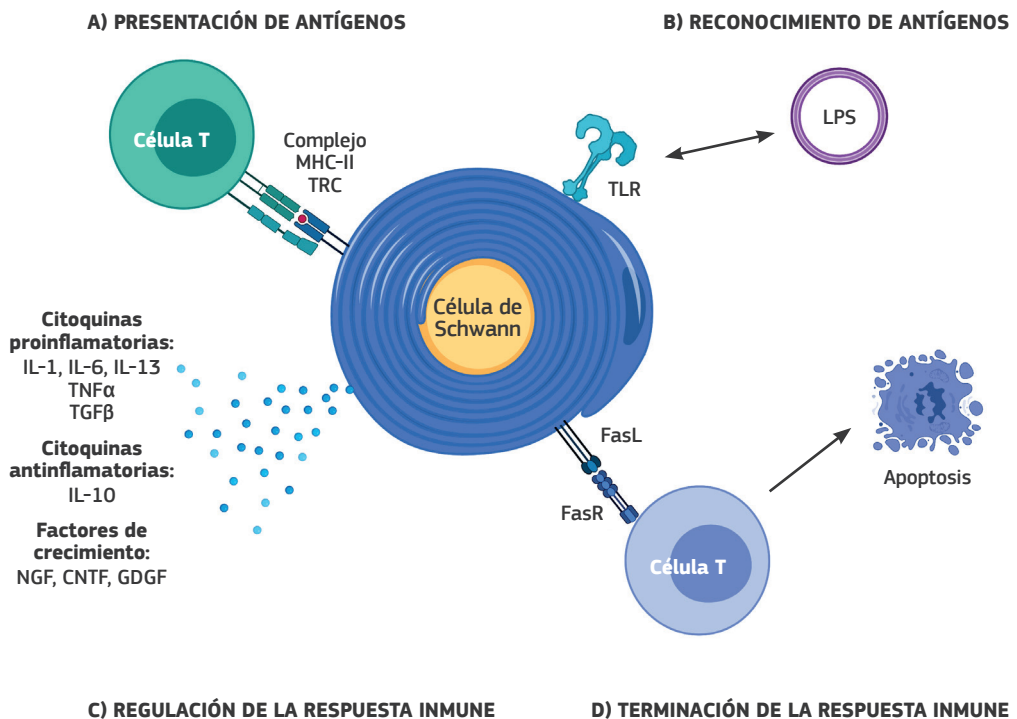 A) PRESENTACIÓN DE ANTÍGENOS
B) RECONOCIMIENTO DE ANTÍGENOS
Célula T
Complejo
MHC-II
TRC
TLR
LPS
Célula de
Schwann
Citoquinas
proinflamatorias:
IL-1, IL-6, IL-13
TNFα
TGFβ
Citoquinas
antinflamatorias:
IL-10
Factores de
crecimiento:
NGF, CNTF, GDGF
FasL
FasR
Célula T
Apoptosis
C) REGULACIÓN DE LA RESPUESTA INMUNE
D) TERMINACIÓN DE LA RESPUESTA INMUNE